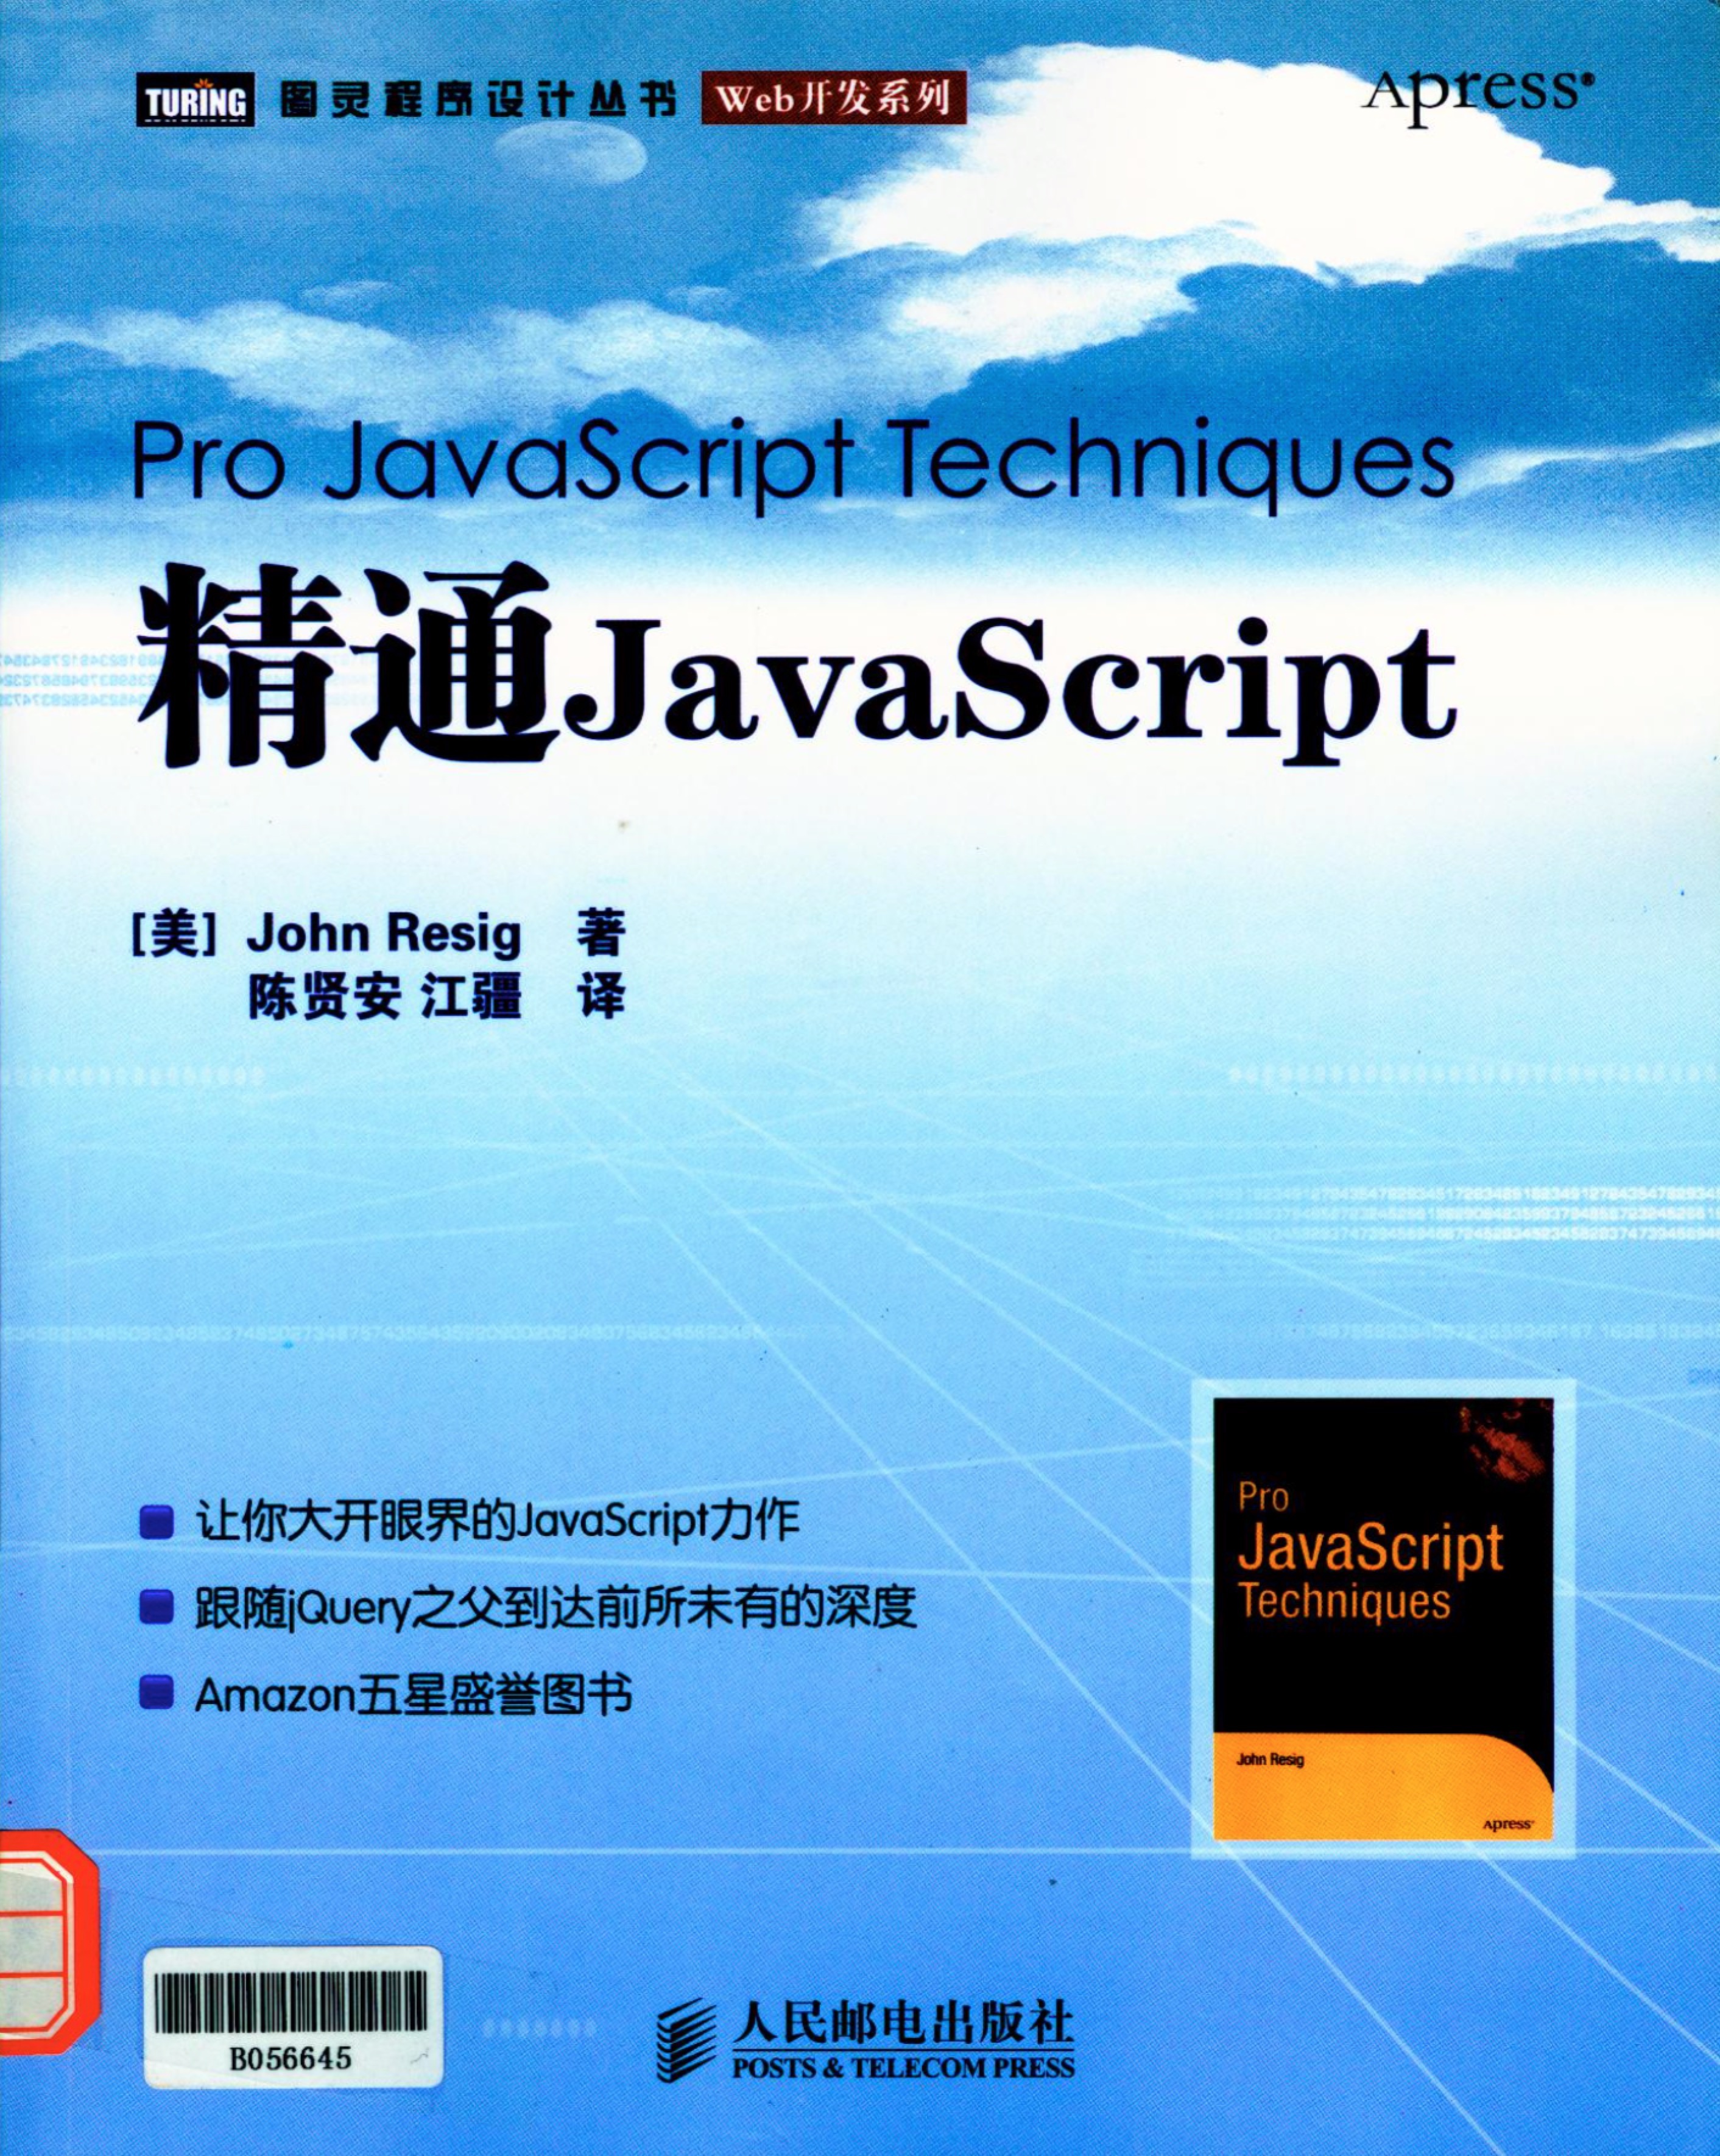 TURING 图灵程序设计丛书 Web开发系列 Apress®
Pro JavaScript Techniques
精通JavaScript
[美] John Resig 著
陈贤安 江疆 译
让你大开眼界的JavaScript力作
跟随jQuery之父到达前所未有的深度
Amazon五星盛誉图书
Pro
JavaScript
Techniques
John Resig
Apress®
B056645
人民邮电出版社
POSTS & TELECOM PRESS